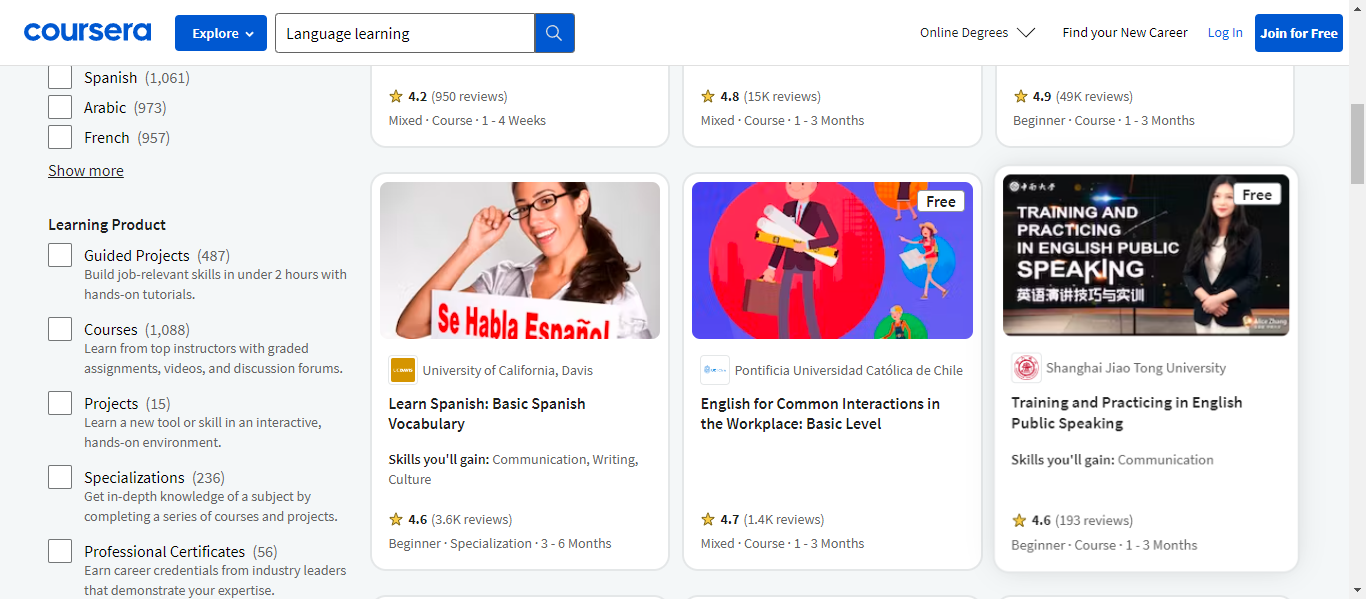 coursera
Explore
Language learning
Online Degrees
Find your New Career
Log In
Join for Free
Spanish (1,061)
Arabic (973)
French (957)
Show more
Learning Product
Guided Projects (487)
Build job-relevant skills in under 2 hours with
hands-on tutorials.
Courses (1,088)
Learn from top instructors with graded
assignments, videos, and discussion forums.
Projects (15)
Learn a new tool or skill in an interactive,
hands-on environment.
Specializations (236)
Get in-depth knowledge of a subject by
completing a series of courses and projects.
Professional Certificates (56)
Earn career credentials from industry leaders
that demonstrate your expertise.
4.2 (950 reviews)
Mixed · Course · 1 - 4 Weeks
4.8 (15K reviews)
Mixed · Course · 1 - 3 Months
4.9 (49K reviews)
Beginner · Course · 1 - 3 Months
Se Habla Español
UC DAVIS
University of California, Davis
Learn Spanish: Basic Spanish
Vocabulary
Skills you'll gain: Communication, Writing,
Culture
4.6 (3.6K reviews)
Beginner · Specialization · 3 - 6 Months
Free
Pontificia Universidad Católica de Chile
English for Common Interactions in
the Workplace: Basic Level
4.7 (1.4K reviews)
Mixed · Course · 1 - 3 Months
中南大学
Free
TRAINING AND
PRACTICING
IN ENGLISH PUBLIC
SPEAKING
英语演讲技巧与实训
Alice Zhang
Shanghai Jiao Tong University
Training and Practicing in English
Public Speaking
Skills you'll gain: Communication
4.6 (193 reviews)
Beginner · Course · 1 - 3 Months